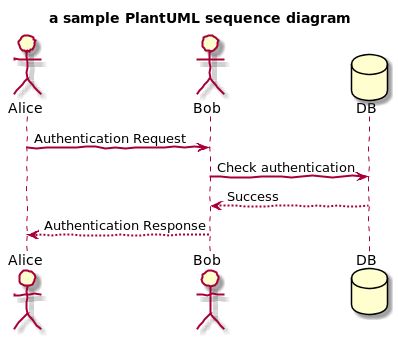 a sample PlantUML sequence diagram
Alice Bob DB
Authentication Request
Check authentication
Success
Authentication Response
Alice Bob DB